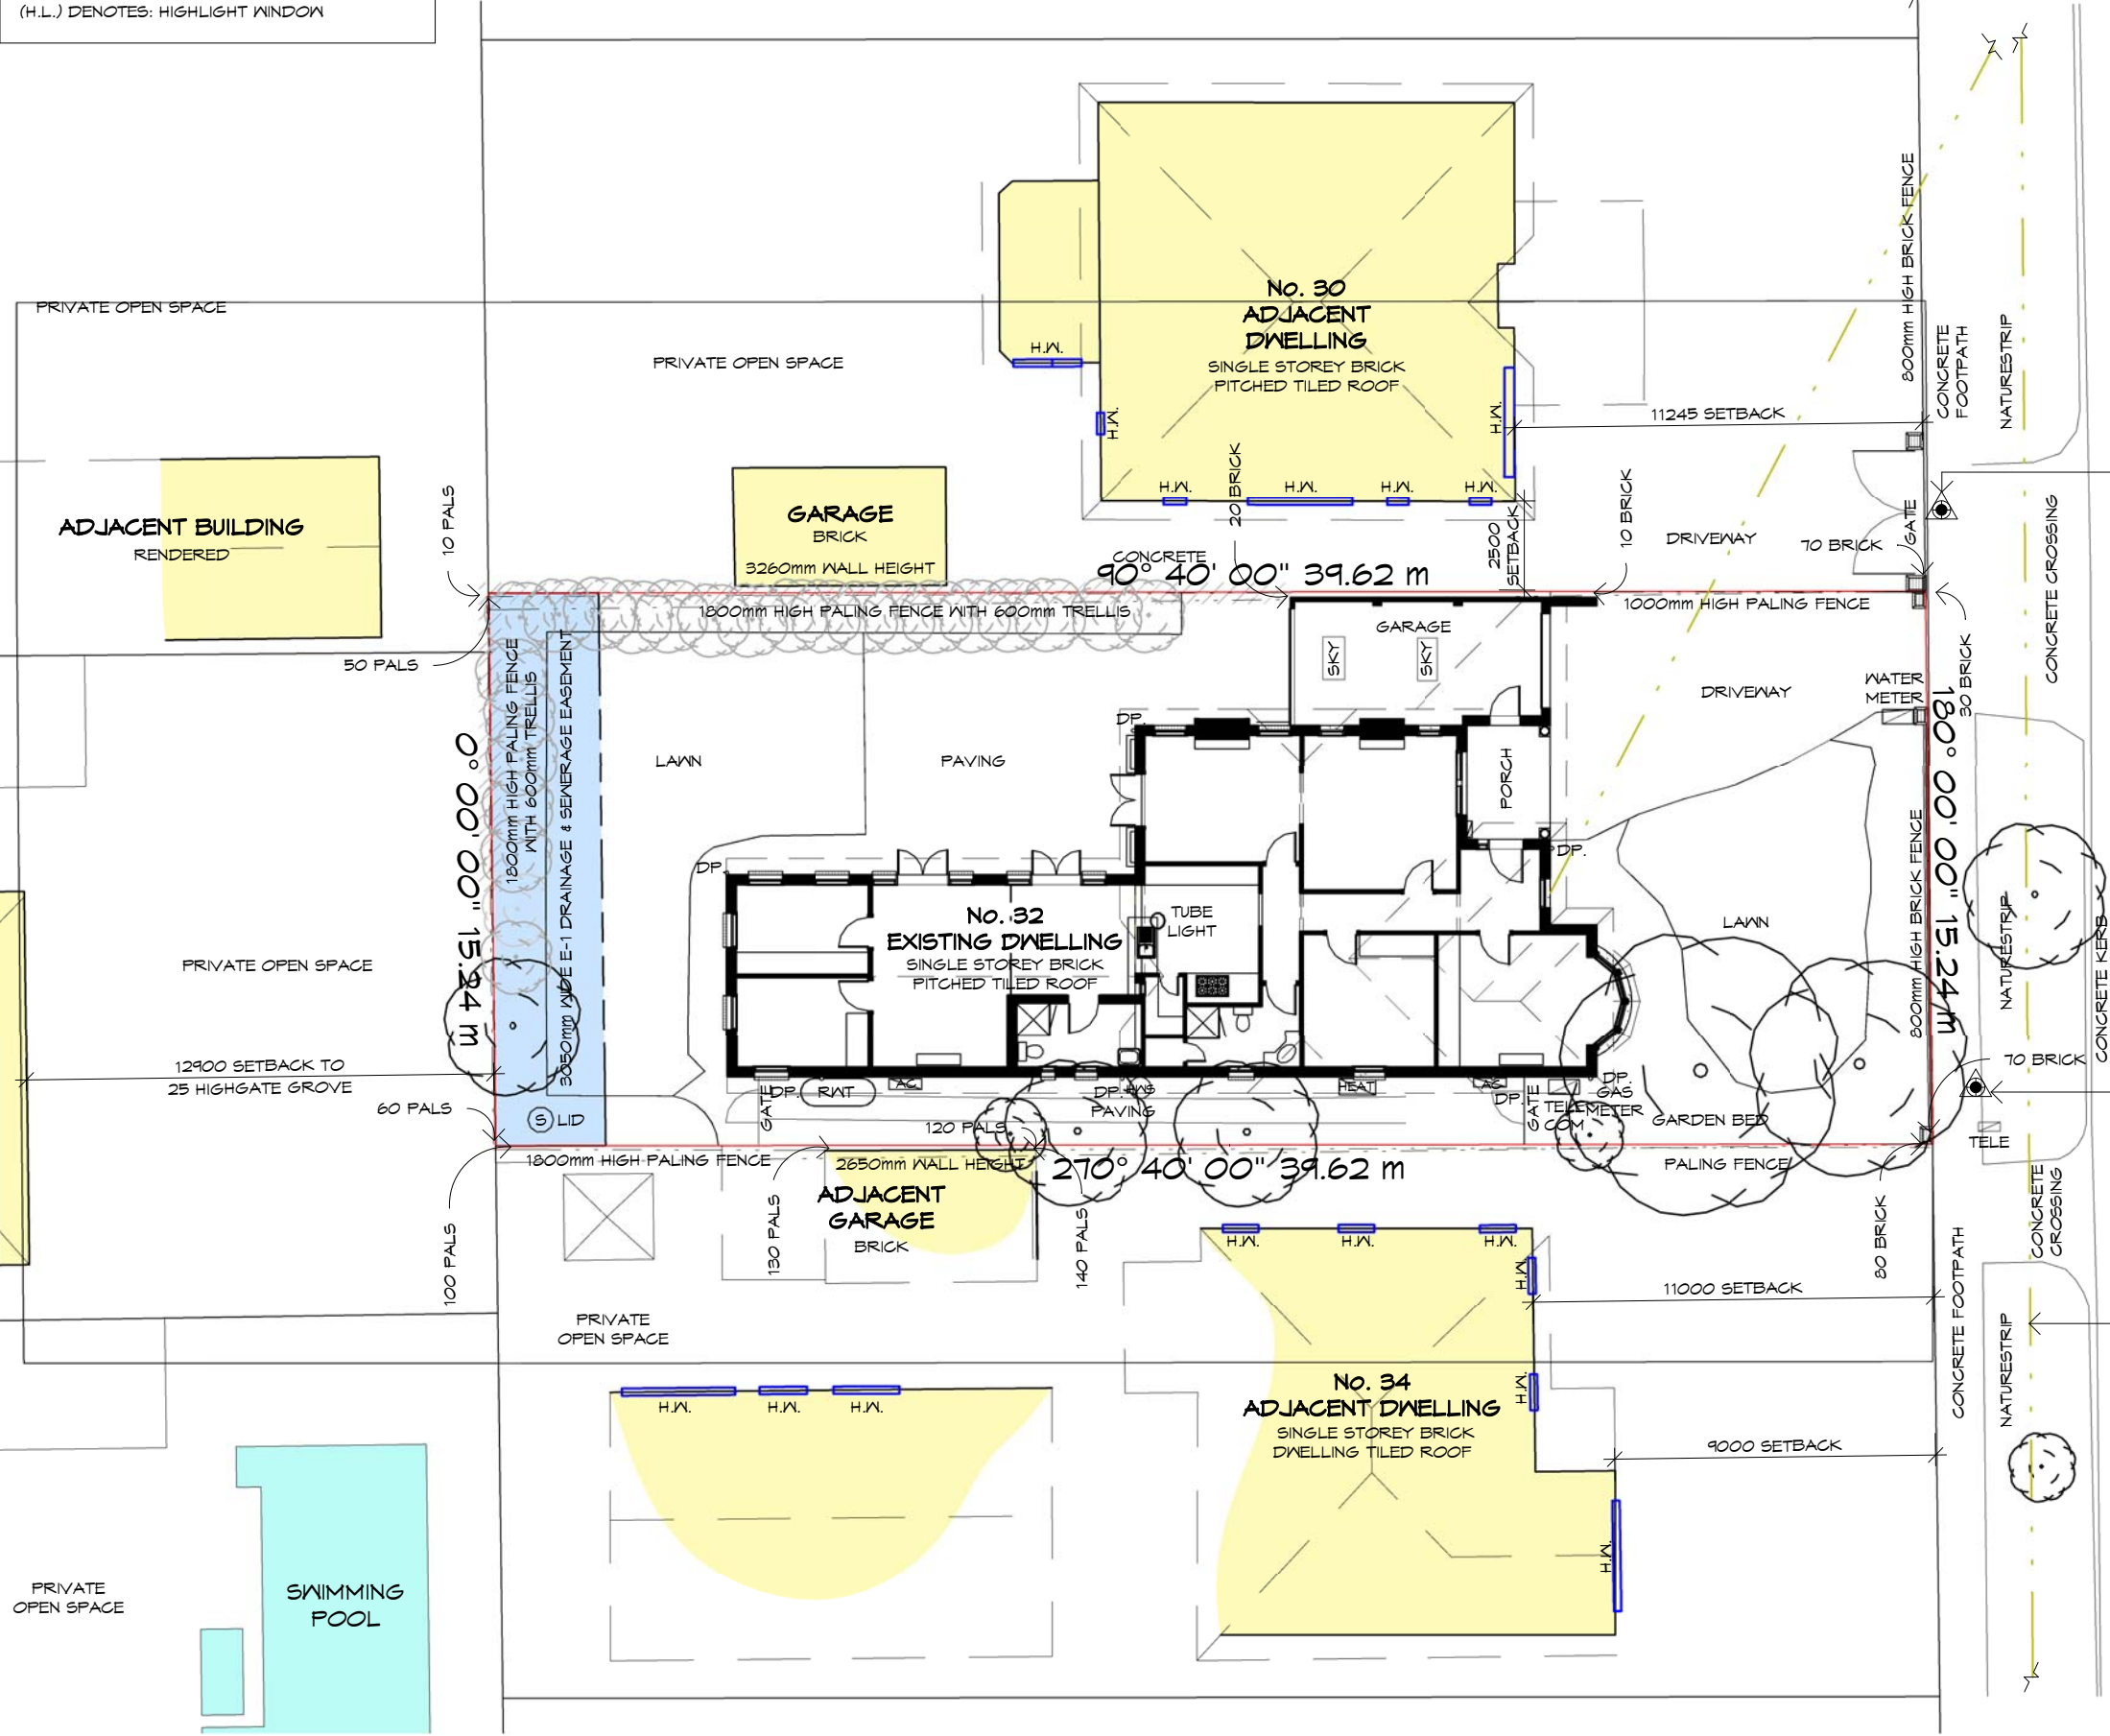 (H.L.) DENOTES: HIGHLIGHT WINDOW
PRIVATE OPEN SPACE
PRIVATE OPEN SPACE
H.W.
H.W.
No. 30
ADJACENT
DWELLING
SINGLE STOREY BRICK
PITCHED TILED ROOF
H.W.
H.W.
H.W.
H.W.
H.W.
800mm HIGH BRICK FENCE
CONCRETE
FOOTPATH
NATURESTRIP
11245 SETBACK
ADJACENT BUILDING
RENDERED
10 PALS
GARAGE
BRICK
3260mm WALL HEIGHT
20 BRICK
CONCRETE
2500
SETBACK
10 BRICK
DRIVEWAY
70 BRICK
GATE
CONCRETE CROSSING
90° 40' 00" 39.62 m
1800mm HIGH PALING FENCE WITH 600mm TRELLIS
1000mm HIGH PALING FENCE
50 PALS
GARAGE
SKY
SKY
DRIVEWAY
WATER
METER
30 BRICK
180° 00' 00" 15.24 m
0° 00' 00" 15.24 m
1800mm HIGH PALING FENCE
WITH 600mm TRELLIS
3050mm WIDE E-1 DRAINAGE & SEWERAGE EASEMENT
LAWN
PAVING
DP.
PORCH
DP.
DP.
No. 32
EXISTING DWELLING
SINGLE STOREY BRICK
PITCHED TILED ROOF
TUBE
LIGHT
LAWN
800mm HIGH BRICK FENCE
NATURESTRIP
CONCRETE KERB
PRIVATE OPEN SPACE
12900 SETBACK TO
25 HIGHGATE GROVE
60 PALS
S LID
GATE
DP.
RWT
AC
DP.
HWS
PAVING
120 PALS
HEAT
AC
DP.
GATE
DP.
GAS
METER
TELE
COM
GARDEN BED
70 BRICK
TELE
1800mm HIGH PALING FENCE
2650mm WALL HEIGHT
270° 40' 00" 39.62 m
PALING FENCE
100 PALS
130 PALS
ADJACENT
GARAGE
BRICK
140 PALS
80 BRICK
CONCRETE
CROSSING
CONCRETE FOOTPATH
H.W.
H.W.
H.W.
H.W.
11000 SETBACK
PRIVATE
OPEN SPACE
NATURESTRIP
H.W.
H.W.
H.W.
H.W.
No. 34
ADJACENT DWELLING
SINGLE STOREY BRICK
DWELLING TILED ROOF
9000 SETBACK
H.W.
PRIVATE
OPEN SPACE
SWIMMING
POOL